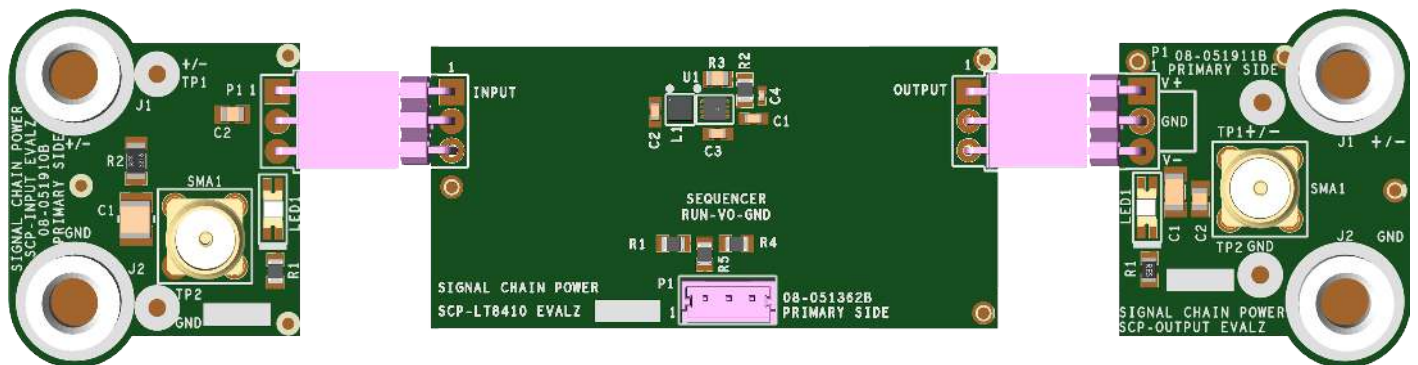 +/-
TP1
J1
P1 1
C2
SIGNAL CHAIN POWER
SCP-INPUT EVALZ
08-051910B
PRIMARY SIDE
+/-
R2
SMA1
C1
LED1
GND
J2
R1
TP2
GND
1
INPUT
R3
R2
U1
C4
C2
L1
C1
C3
OUTPUT
1
SEQUENCER
RUN-VO-GND
R1
R4
R5
SIGNAL CHAIN POWER
SCP-LT8410 EVALZ
P1
1
08-051362B
PRIMARY SIDE
P1 08-051911B
1 PRIMARY SIDE
V+
GND
V-
TP1+/-
J1
+/-
SMA1
LED1
C1
C2
TP2 GND
J2
GND
R1
RES
SIGNAL CHAIN POWER
SCP-OUTPUT EVALZ